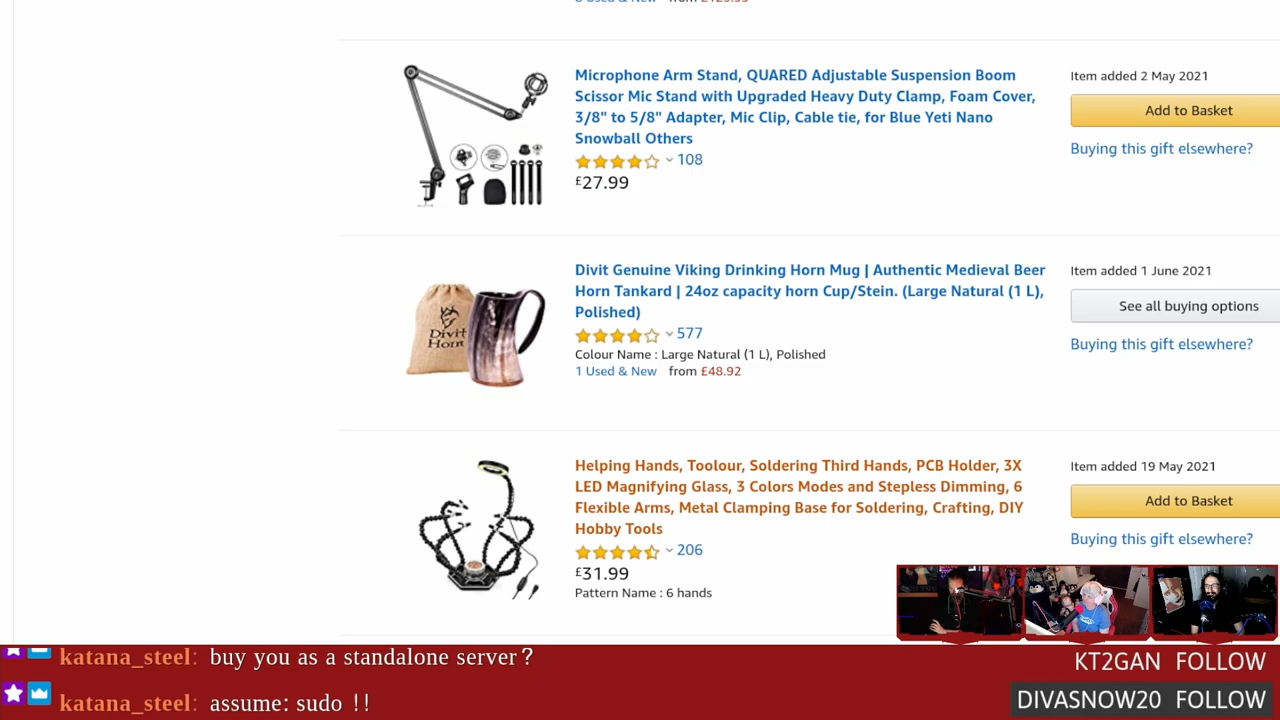 Microphone Arm Stand, QUARED Adjustable Suspension Boom
Scissor Mic Stand with Upgraded Heavy Duty Clamp, Foam Cover,
3/8" to 5/8" Adapter, Mic Clip, Cable tie, for Blue Yeti Nano
Snowball Others
108
£27.99
Item added 2 May 2021
Add to Basket
Buying this gift elsewhere?
Divit Genuine Viking Drinking Horn Mug | Authentic Medieval Beer
Horn Tankard | 24oz capacity horn Cup/Stein. (Large Natural (1 L),
Polished)
577
Colour Name : Large Natural (1 L), Polished
1 Used & New from £48.92
Item added 1 June 2021
See all buying options
Buying this gift elsewhere?
Divit
Horn
Helping Hands, Toolour, Soldering Third Hands, PCB Holder, 3X
LED Magnifying Glass, 3 Colors Modes and Stepless Dimming, 6
Flexible Arms, Metal Clamping Base for Soldering, Crafting, DIY
Hobby Tools
206
£31.99
Pattern Name : 6 hands
Item added 19 May 2021
Add to Basket
Buying this gift elsewhere?
katana_steel: buy you as a standalone server?
katana_steel: assume: sudo !!
KT2GAN FOLLOW
DIVASNOW20 FOLLOW